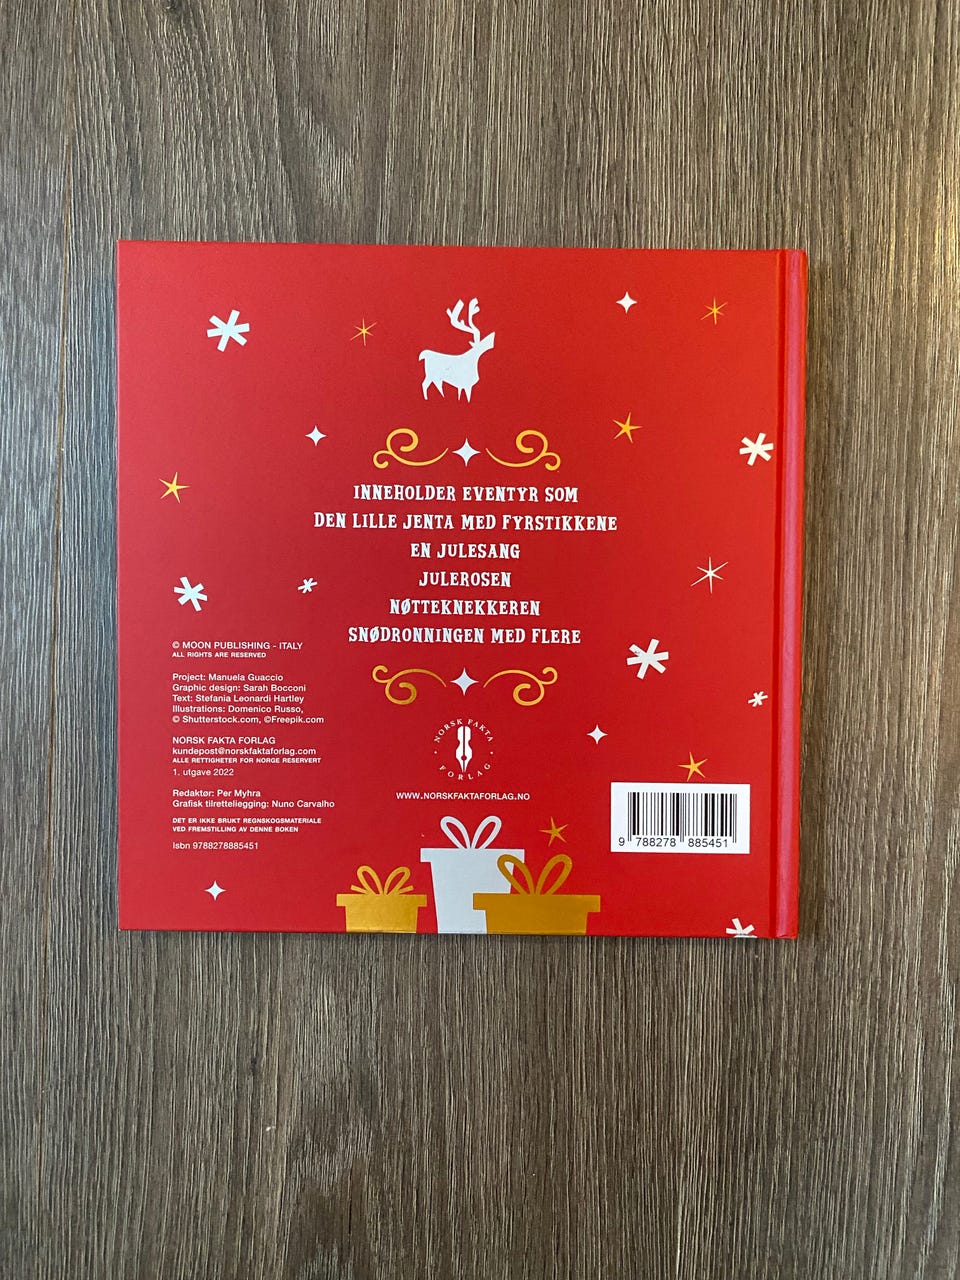 INNEHOLDER EVENTYR SOM
DEN LILLE JENTA MED FYRSTIKKENE
EN JULESANG
JULEROSEN
NØTTEKNEKKEREN
SNØDRONNINGEN MED FLERE
© MOON PUBLISHING - ITALY
ALL RIGHTS ARE RESERVED
Project: Manuela Guaccio
Graphic design: Sarah Bocconi
Text: Stefania Leonardi Hartley
Illustrations: Domenico Russo,
© Shutterstock.com, ©Freepik.com
NORSK FAKTA FORLAG
kundepost@norskfaktaforlag.com
ALLE RETTIGHETER FOR NORGE RESERVERT
1. utgave 2022
Redaktør: Per Myhra
Grafisk tilretteliegging: Nuno Carvalho
DET ER IKKE BRUKT REGNSKOGSMATERIALE
VED FREMSTILLING AV DENNE BOKEN
Isbn 9788278885451
NORSK FAKTA
FORLAG
WWW.NORSKFAKTAFORLAG.NO
9 788278 885451